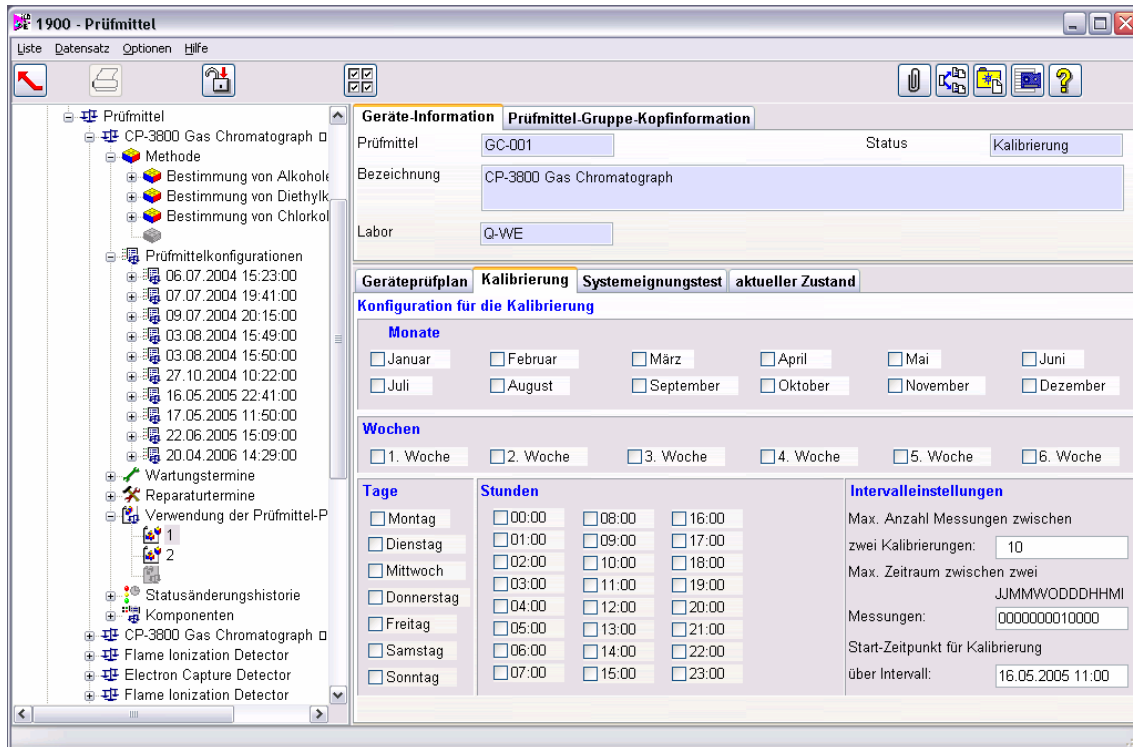 1900 - Prüfmittel
Liste Datensatz Optionen Hilfe
Prüfmittel
CP-3800 Gas Chromatograph
Methode
Bestimmung von Alkohole
Bestimmung von Diethylk
Bestimmung von Chlorkol
Prüfmittelkonfigurationen
06.07.2004 15:23:00
07.07.2004 19:41:00
09.07.2004 20:15:00
03.08.2004 15:49:00
03.08.2004 15:50:00
27.10.2004 10:22:00
16.05.2005 22:41:00
17.05.2005 11:50:00
22.06.2005 15:09:00
20.04.2006 14:29:00
Wartungstermine
Reparaturtermine
Verwendung der Prüfmittel-P
1
2
Statusänderungshistorie
Komponenten
CP-3800 Gas Chromatograph
Flame Ionization Detector
Electron Capture Detector
Flame Ionization Detector
Geräte-Information Prüfmittel-Gruppe-Kopfinformation
Prüfmittel GC-001 Status Kalibrierung
Bezeichnung CP-3800 Gas Chromatograph
Labor Q-WE
Geräteprüfplan Kalibrierung Systemeignungstest aktueller Zustand
Konfiguration für die Kalibrierung
Monate
Januar Februar März April Mai Juni
Juli August September Oktober November Dezember
Wochen
1. Woche 2. Woche 3. Woche 4. Woche 5. Woche 6. Woche
Tage
Montag
Dienstag
Mittwoch
Donnerstag
Freitag
Samstag
Sonntag
Stunden
00:00 08:00 16:00
01:00 09:00 17:00
02:00 10:00 18:00
03:00 11:00 19:00
04:00 12:00 20:00
05:00 13:00 21:00
06:00 14:00 22:00
07:00 15:00 23:00
Intervalleinstellungen
Max. Anzahl Messungen zwischen
zwei Kalibrierungen: 10
Max. Zeitraum zwischen zwei
JJMMWODDDHHMI
Messungen: 0000000010000
Start-Zeitpunkt für Kalibrierung
über Intervall: 16.05.2005 11:00